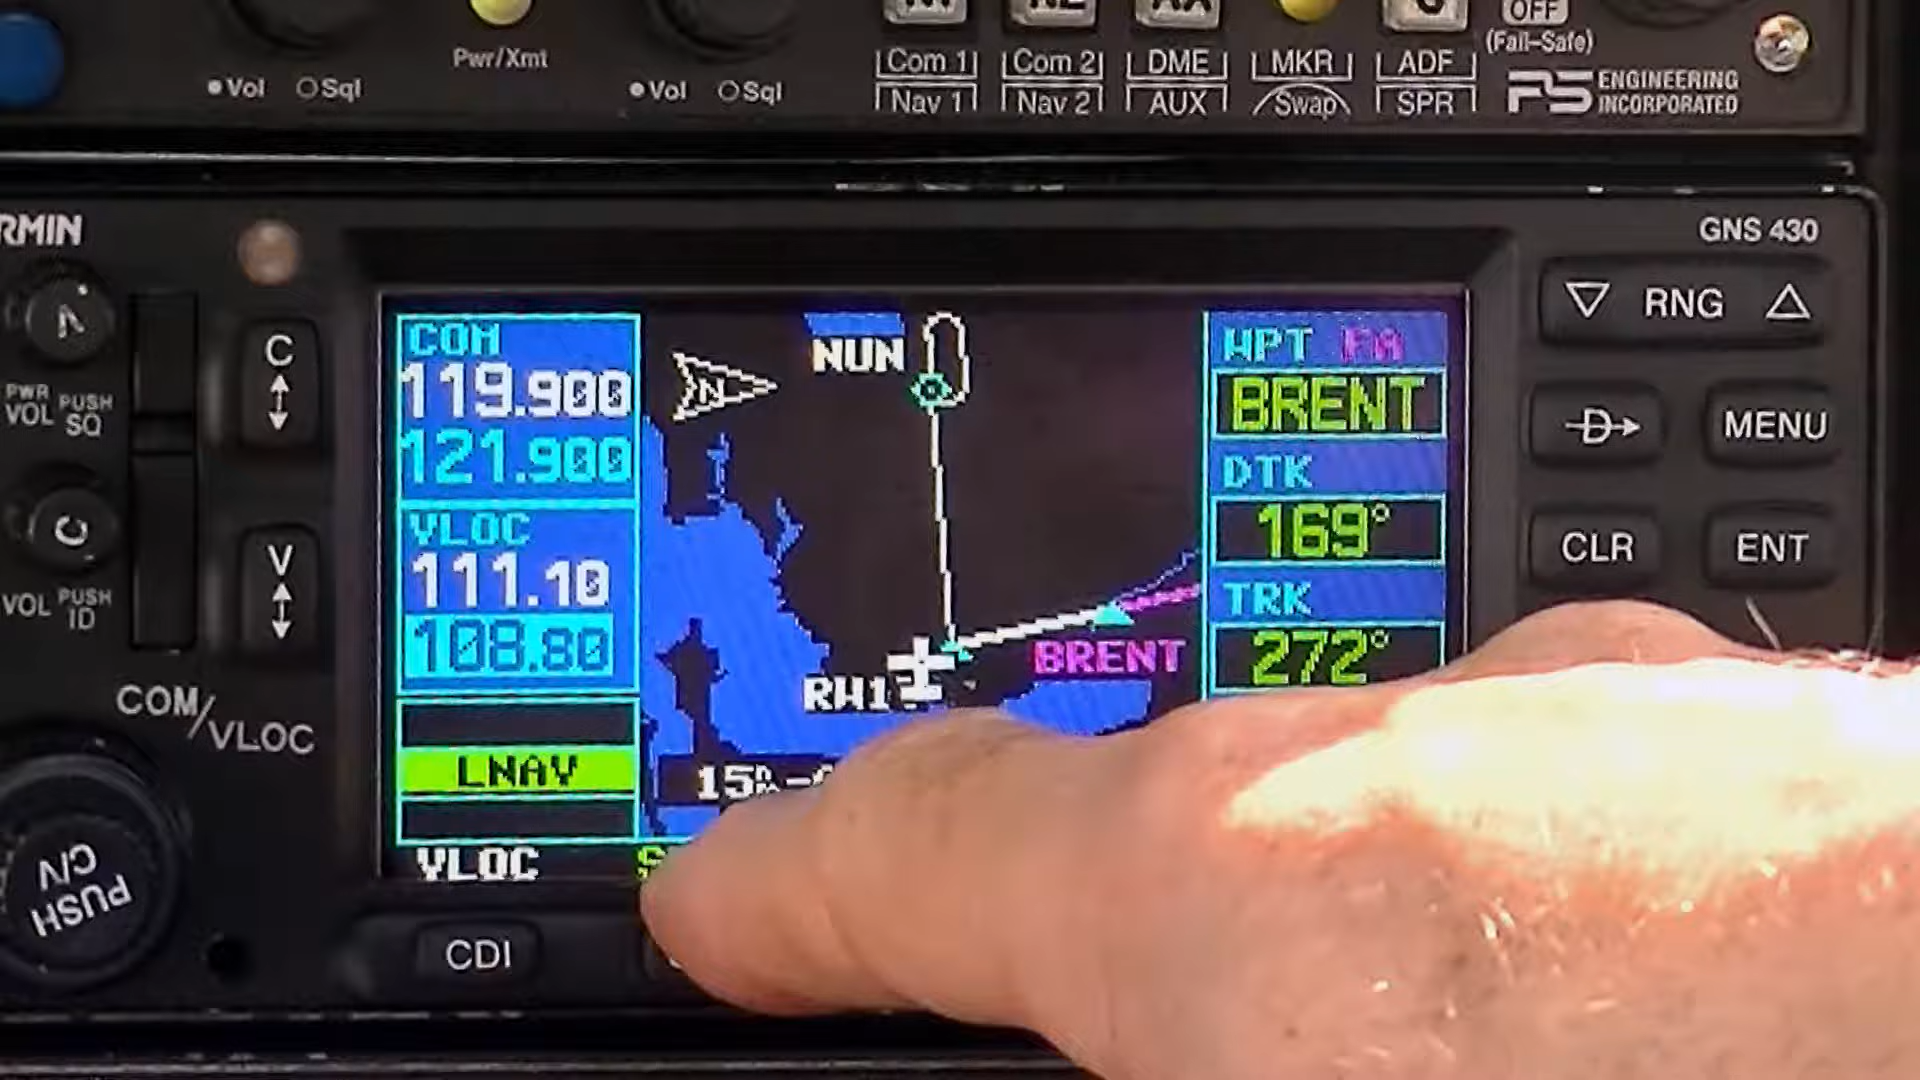 OFF
(Fail-Safe)
Pwr/Xmt
Vol Sql
Vol Sql
Com 1 Com 2 DME MKR ADF
Nav 1 Nav 2 AUX Swap SPR
PS ENGINEERING
INCORPORATED
RMIN
GNS 430
COM
119.900
121.900
VLOC
111.10
108.80
LNAV
VLOC
N
NUN
BRENT
WPT FA
BRENT
DTK
169°
TRK
272°
RNG
MENU
CLR
ENT
D
C
V
PWR
VOL
PUSH
SQ
C
VOL
PUSH
ID
COM/VLOC
PUSH
C/V
CDI